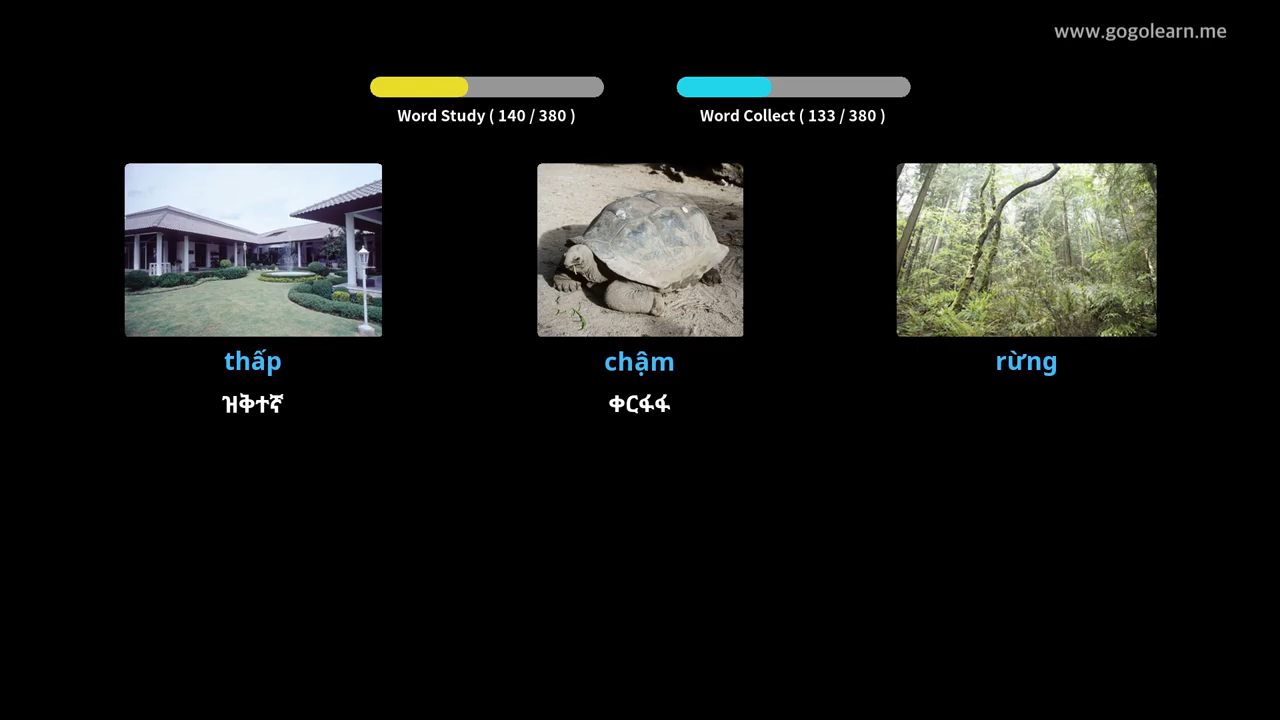 www.gogolearn.me
Word Study ( 140 / 380 )
Word Collect ( 133 / 380 )
thấp
chậm
rừng
ዝቅተኛ
ቀርፋፋ